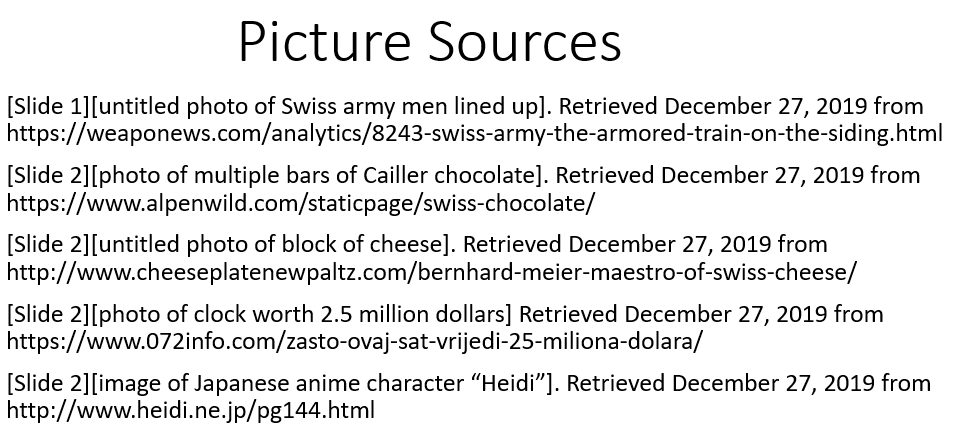 Picture Sources
[Slide 1][untitled photo of Swiss army men lined up]. Retrieved December 27, 2019 from
https://weaponews.com/analytics/8243-swiss-army-the-armored-train-on-the-siding.html
[Slide 2][photo of multiple bars of Cailler chocolate]. Retrieved December 27, 2019 from
https://www.alpenwild.com/staticpage/swiss-chocolate/
[Slide 2][untitled photo of block of cheese]. Retrieved December 27, 2019 from
http://www.cheeseplatenewpaltz.com/bernhard-meier-maestro-of-swiss-cheese/
[Slide 2][photo of clock worth 2.5 million dollars] Retrieved December 27, 2019 from
https://www.072info.com/zasto-ovaj-sat-vrijedi-25-miliona-dolara/
[Slide 2][image of Japanese anime character “Heidi”]. Retrieved December 27, 2019 from
http://www.heidi.ne.jp/pg144.html